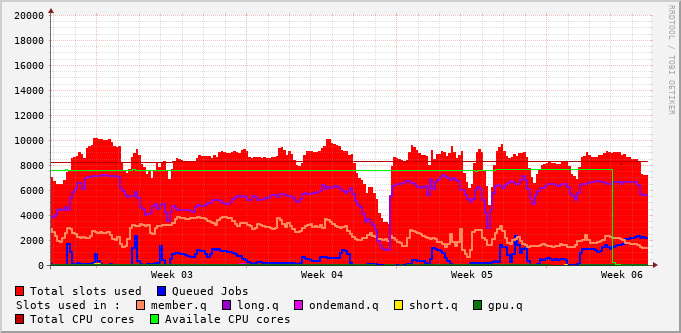 20000
18000
16000
14000
12000
10000
8000
6000
4000
2000
0
Week 03 Week 04 Week 05 Week 06
RRDTOOL / TOBI OETIKER
Total slots used Queued Jobs
Slots used in : member.q long.q ondemand.q short.q gpu.q
Total CPU cores Availale CPU cores